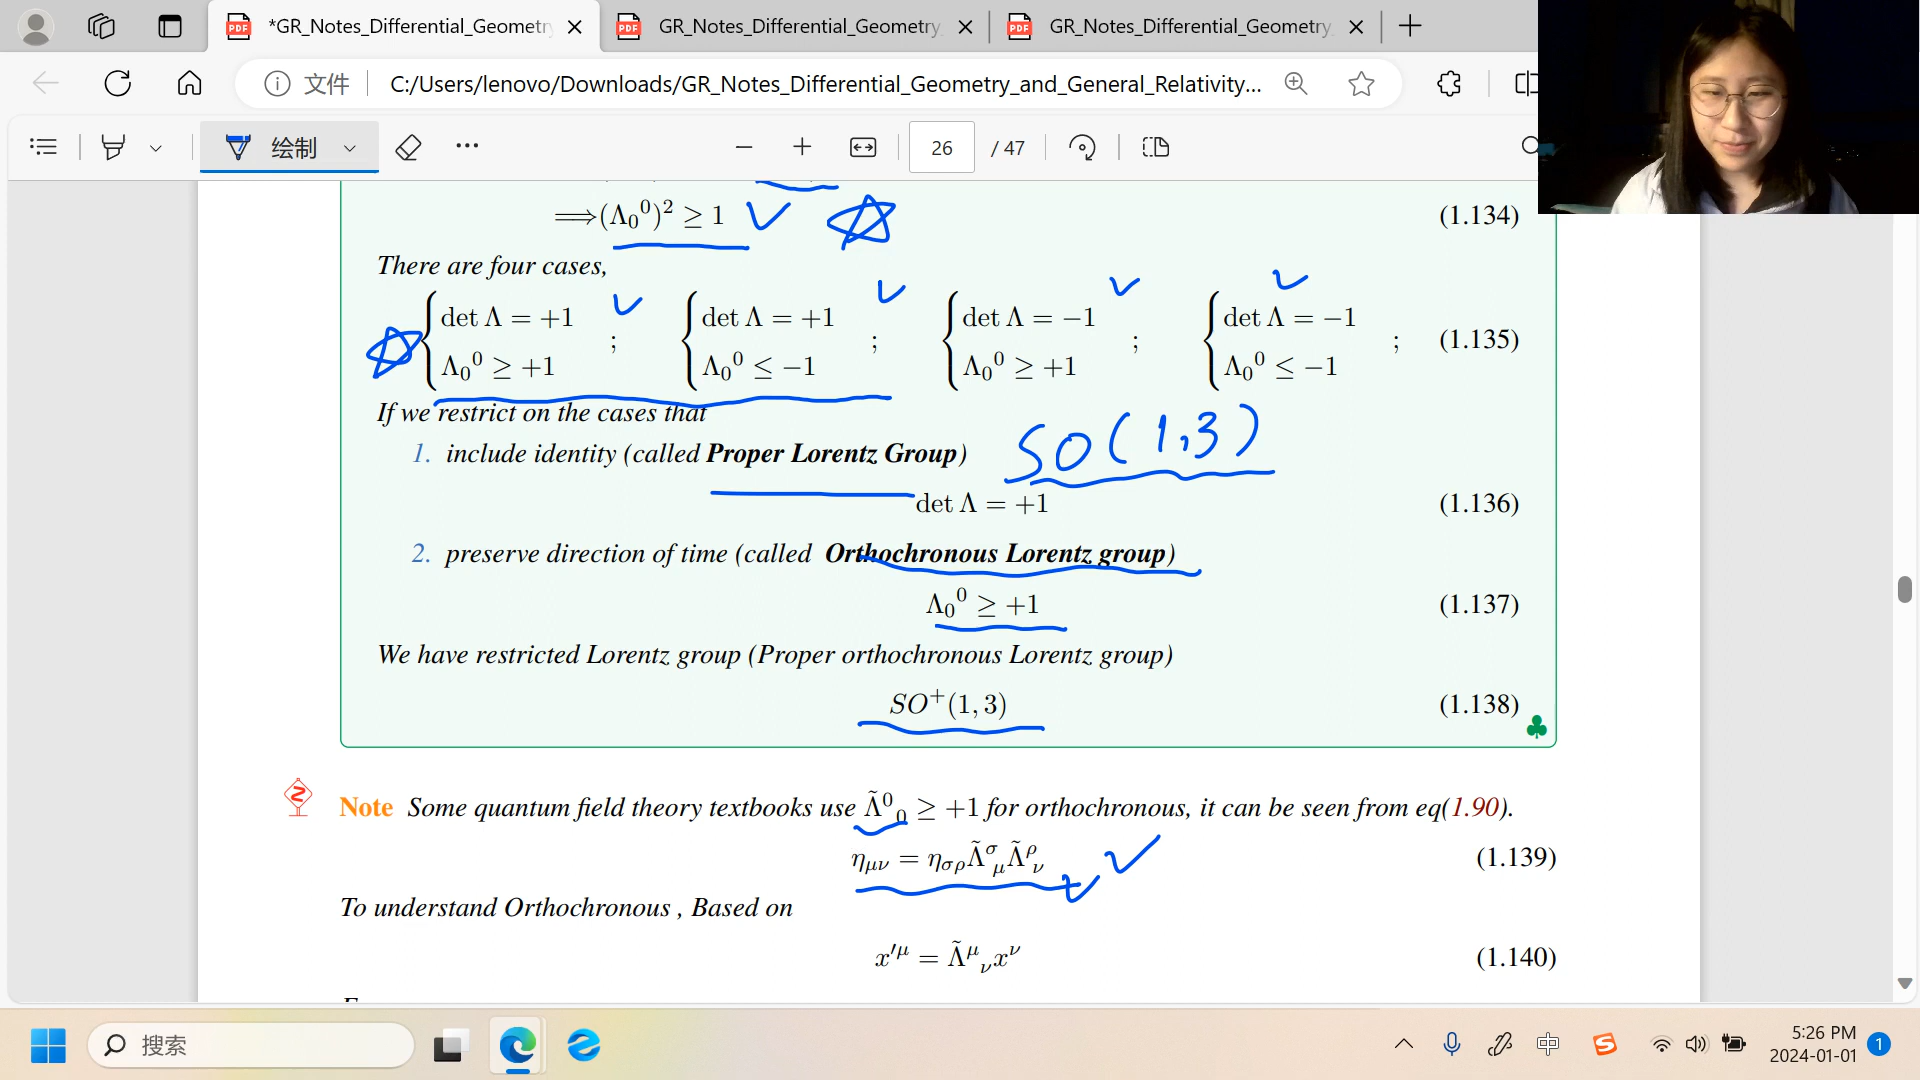 *GR_Notes_Differential_Geometry
GR_Notes_Differential_Geometry
GR_Notes_Differential_Geometry
文件
C:/Users/lenovo/Downloads/GR_Notes_Differential_Geometry_and_General_Relativity...
绘制
26 / 47
⟹(Λ₀⁰)² ≥ 1 (1.134)
There are four cases,
{ det Λ = +1 Λ₀⁰ ≥ +1 ; { det Λ = +1 Λ₀⁰ ≤ −1 ; { det Λ = −1 Λ₀⁰ ≥ +1 ; { det Λ = −1 Λ₀⁰ ≤ −1 ; (1.135)
If we restrict on the cases that
1. include identity (called Proper Lorentz Group) SO(1,3)
det Λ = +1 (1.136)
2. preserve direction of time (called Orthochronous Lorentz group)
Λ₀⁰ ≥ +1 (1.137)
We have restricted Lorentz group (Proper orthochronous Lorentz group)
SO⁺(1, 3) (1.138)
♣
Note Some quantum field theory textbooks use Λ̃⁰₀ ≥ +1 for orthochronous, it can be seen from eq(1.90).
η_μν = η_σρ Λ̃^σ_μ Λ̃^ρ_ν (1.139)
To understand Orthochronous , Based on
x′^μ = Λ̃^μ_ν x^ν (1.140)
搜索
中
5:26 PM
2024-01-01
1